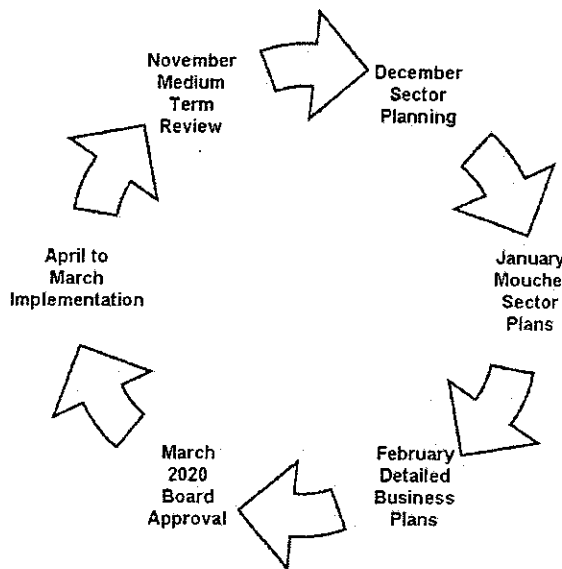 November
Medium
Term
Review
December
Sector
Planning
January
Mouchel
Sector
Plans
February
Detailed
Business
Plans
March
2020
Board
Approval
April to
March
Implementation